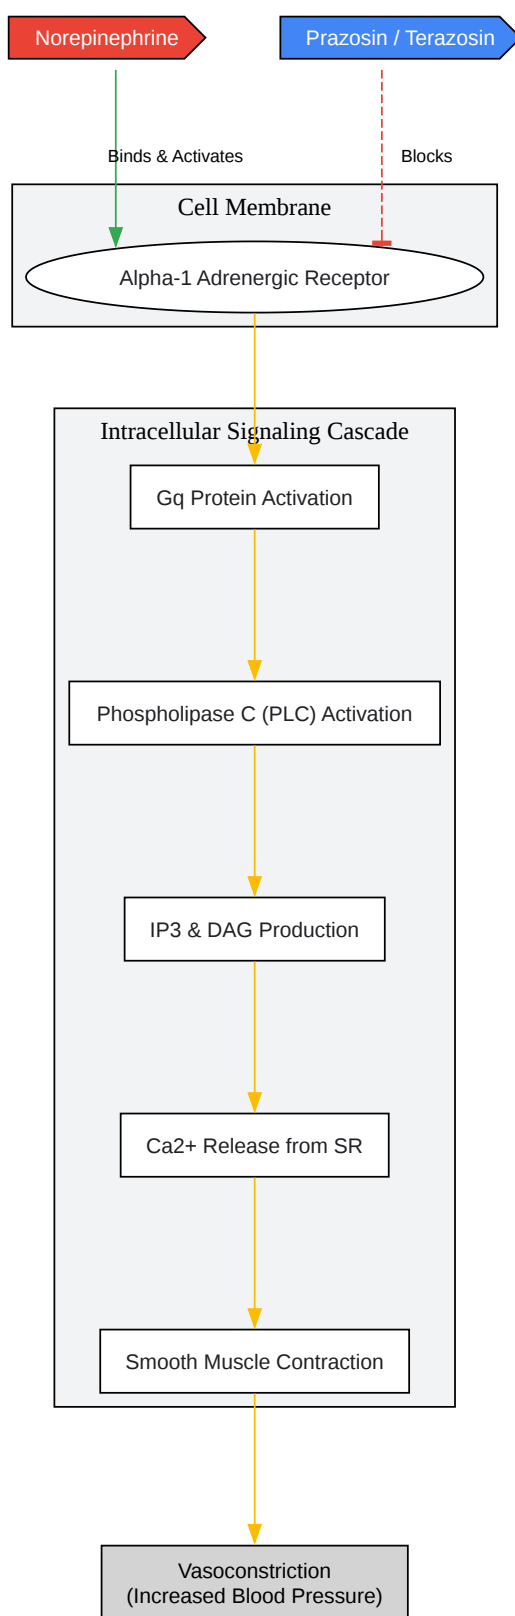 Norepinephrine
Prazosin / Terazosin
Binds & Activates
Blocks
Cell Membrane
Alpha-1 Adrenergic Receptor
Intracellular Signaling Cascade
Gq Protein Activation
Phospholipase C (PLC) Activation
IP3 & DAG Production
Ca2+ Release from SR
Smooth Muscle Contraction
Vasoconstriction
(Increased Blood Pressure)